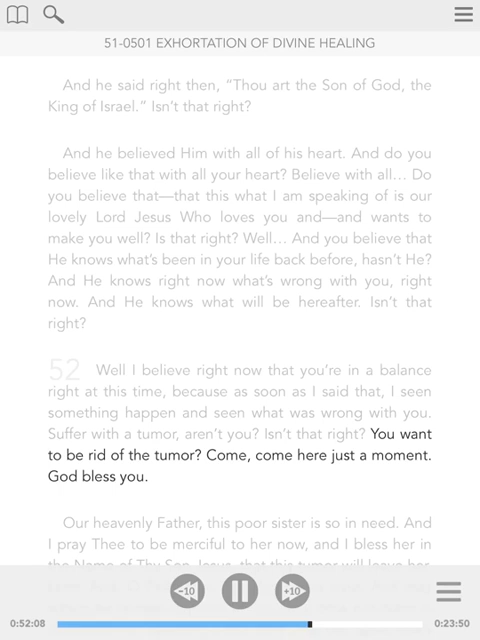 51-0501 EXHORTATION OF DIVINE HEALING
And he said right then, “Thou art the Son of God, the
King of Israel.” Isn’t that right?
And he believed Him with all of his heart. And do you
believe like that with all your heart? Believe with all… Do
you believe that—that this what I am speaking of is our
lovely Lord Jesus Who loves you and—and wants to
make you well? Is that right? Well… And you believe that
He knows what’s been in your life back before, hasn’t He?
And He knows right now what’s wrong with you, right
now. And He knows what will be hereafter. Isn’t that
right?
52 Well I believe right now that you’re in a balance
right at this time, because as soon as I said that, I seen
something happen and seen what was wrong with you.
Suffer with a tumor, aren’t you? Isn’t that right? You want
to be rid of the tumor? Come, come here just a moment.
God bless you.
Our heavenly Father, this poor sister is so in need. And
I pray Thee to be merciful to her now, and I bless her in
the Name of Thy Son, Jesus, that this tumor will leave her
-10
+10
0:52:08
0:23:50